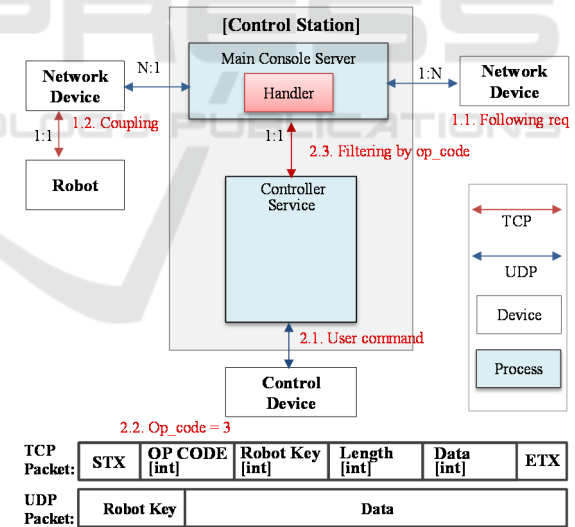 [Control Station]
Main Console Server
Handler
N:1
1:N
Network
Device
Network
Device
1:1
1.2. Coupling
1.1. Following req
1:1
2.3. Filtering by op_code
Robot
Controller
Service
TCP
UDP
Device
Process
2.1. User command
Control
Device
2.2. Op_code = 3
TCP
Packet:
STX
OP CODE
[int]
Robot Key
[int]
Length
[int]
Data
[int]
ETX
UDP
Packet:
Robot Key
Data
PRESS
PUBLICATIONS